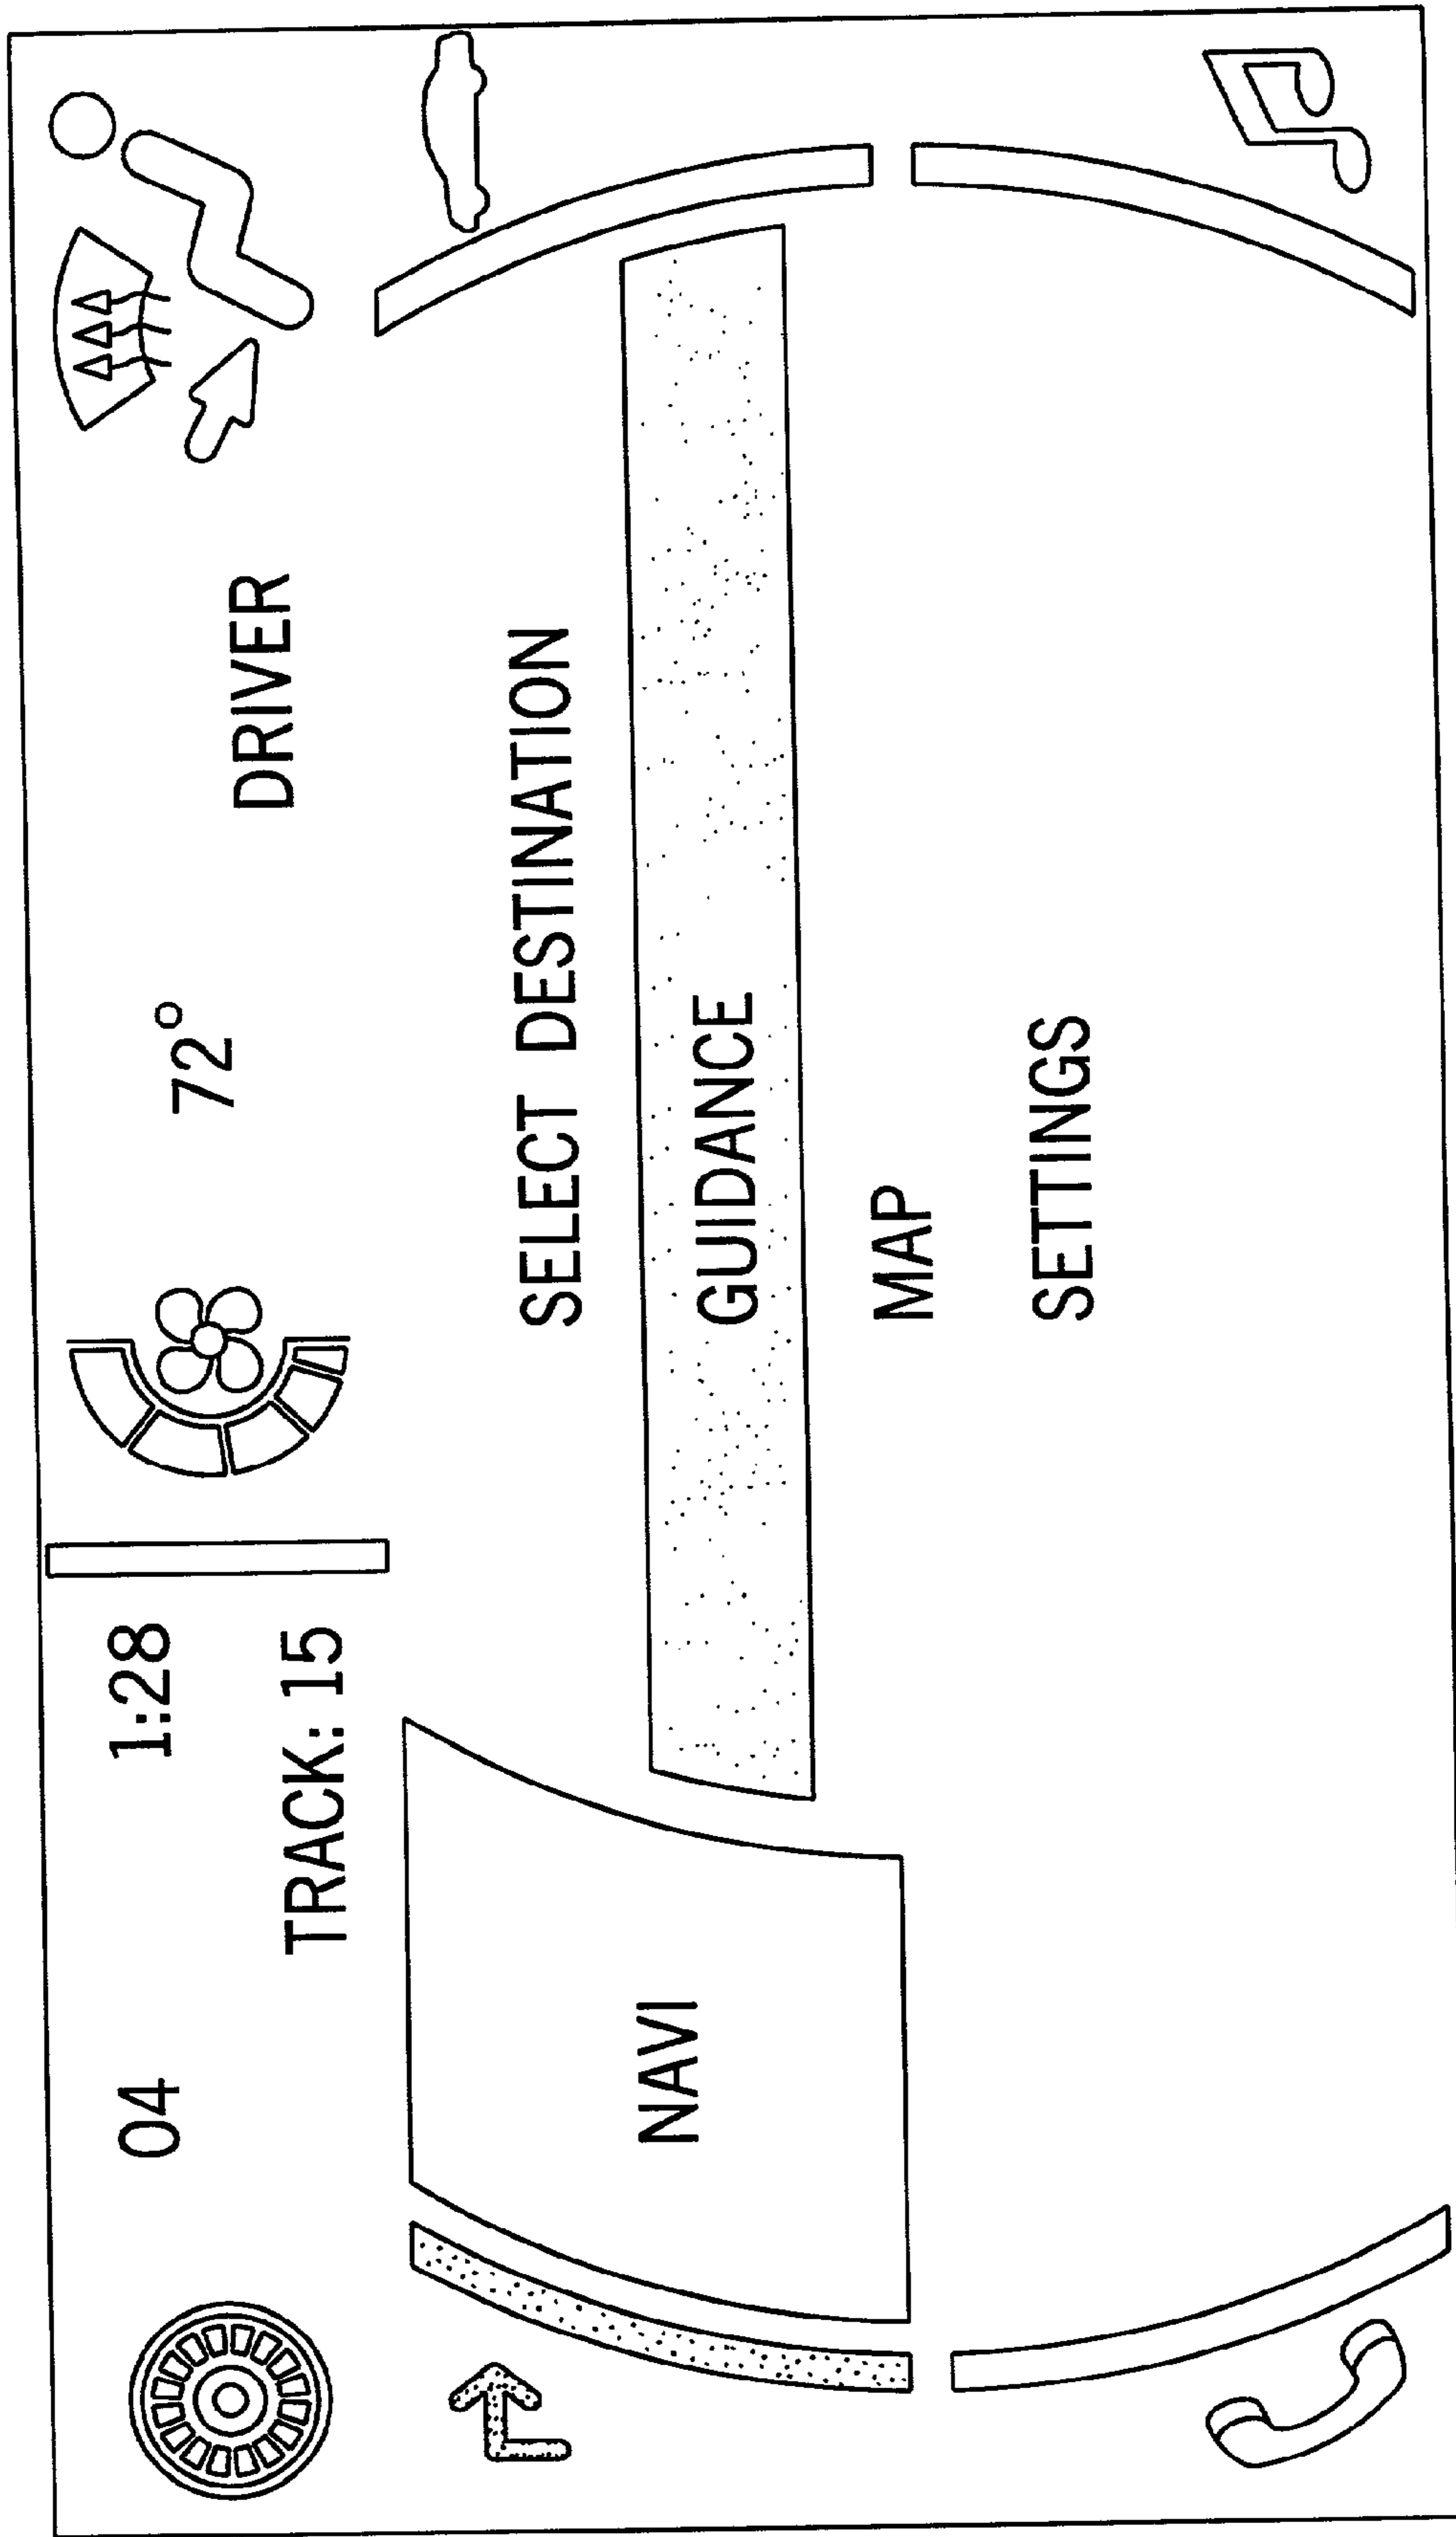 04 1:28
TRACK: 15
72°
DRIVER
NAVI
SELECT DESTINATION
GUIDANCE
MAP
SETTINGS